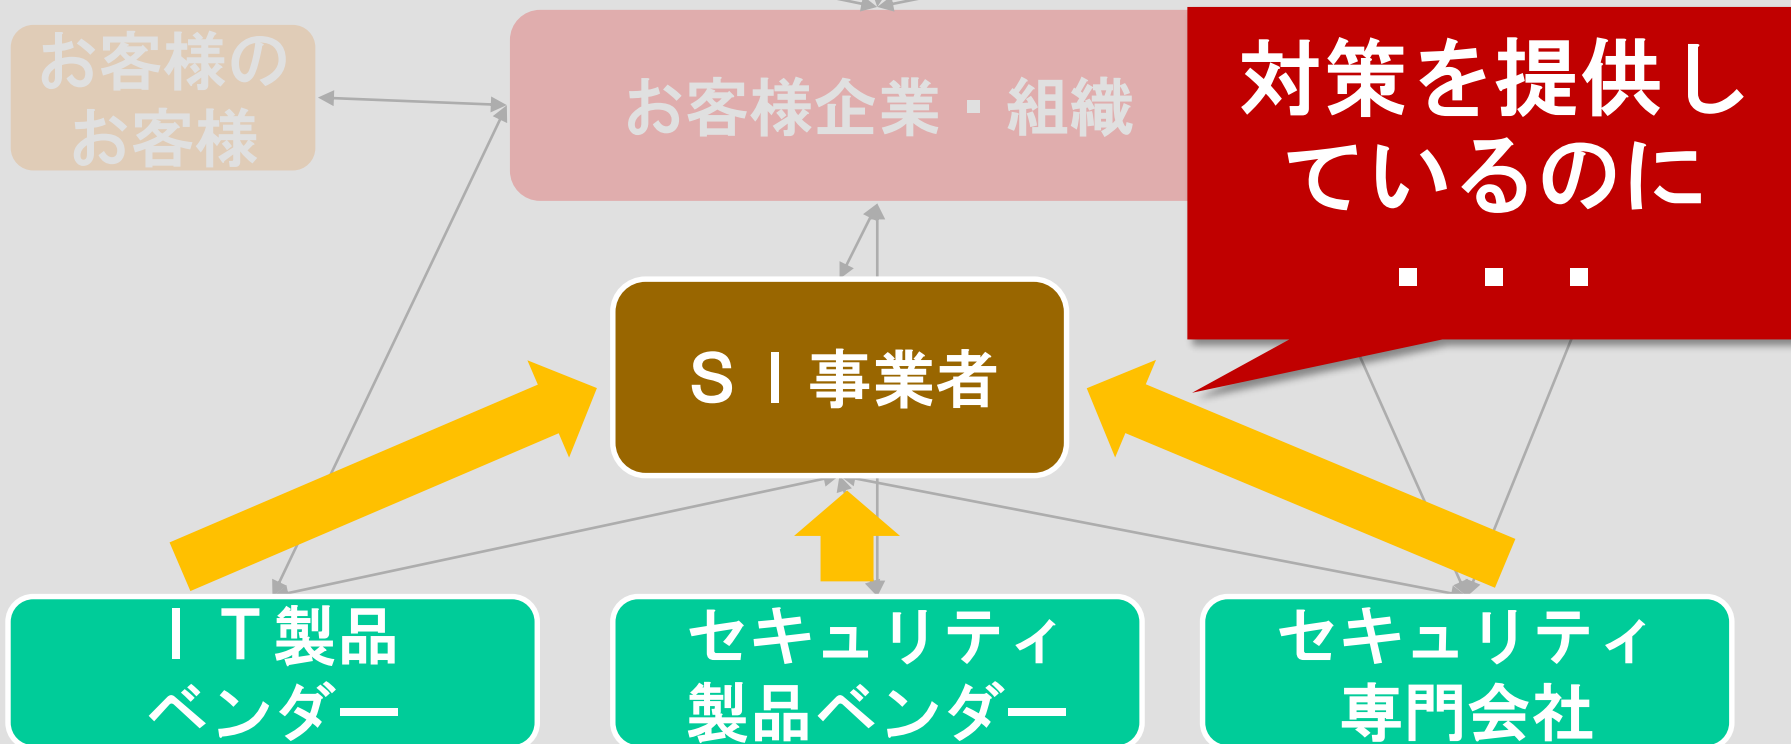 お客様の
お客様
お客様企業・組織
対策を提供し
ているのに
・・・
ＳＩ事業者
ＩＴ製品
ベンダー
セキュリティ
製品ベンダー
セキュリティ
専門会社